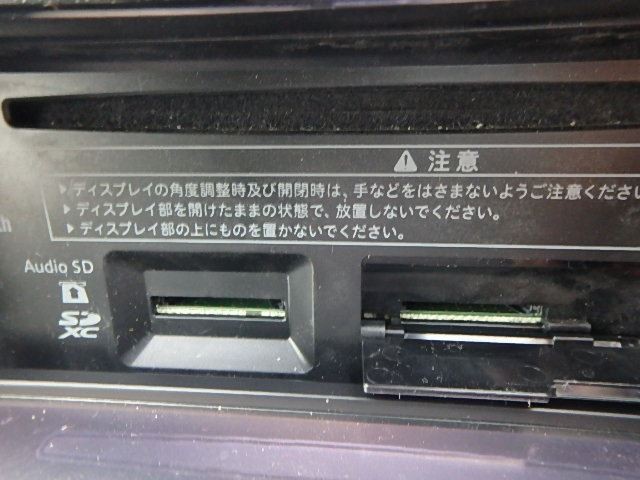 注意
▶ディスプレイの角度調整時及び開閉時は、手などをはさまないようご注意くださ
▶ディスプレイ部を開けたままの状態で、放置しないでください。
▶ディスプレイ部の上にものを置かないでください。
Audio SD
SD
XC